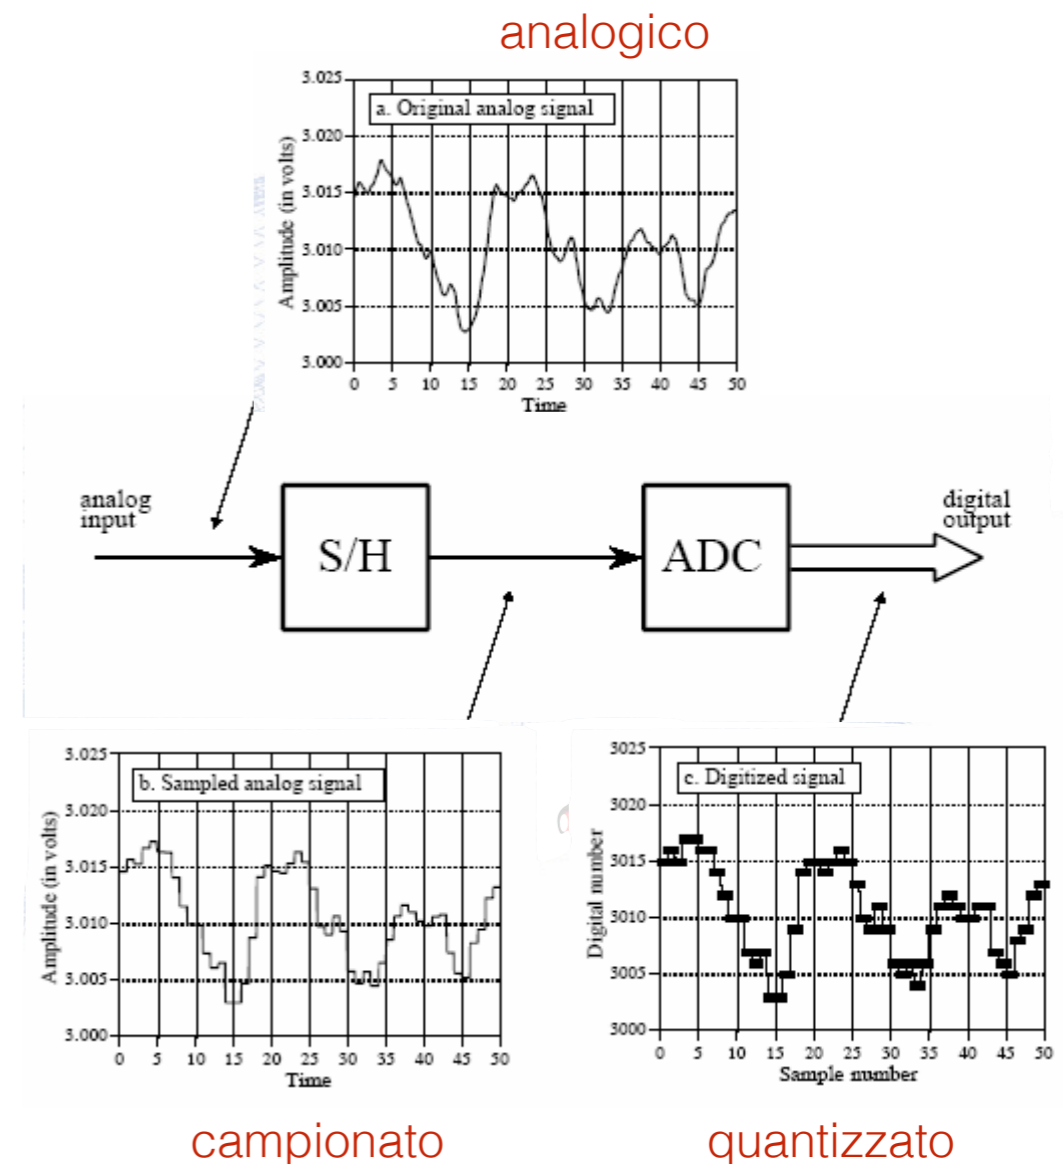 analogico
3.025
a. Original analog signal
3.020
3.015
3.010
3.005
3.000
Amplitude (in volts)
0 5 10 15 20 25 30 35 40 45 50
Time
analog
input
S/H
ADC
digital
output
3.025
b. Sampled analog signal
3.020
3.015
3.010
3.005
3.000
Amplitude (in volts)
0 5 10 15 20 25 30 35 40 45 50
Time
3025
c. Digitized signal
3020
3015
3010
3005
3000
Digital number
0 5 10 15 20 25 30 35 40 45 50
Sample number
campionato
quantizzato